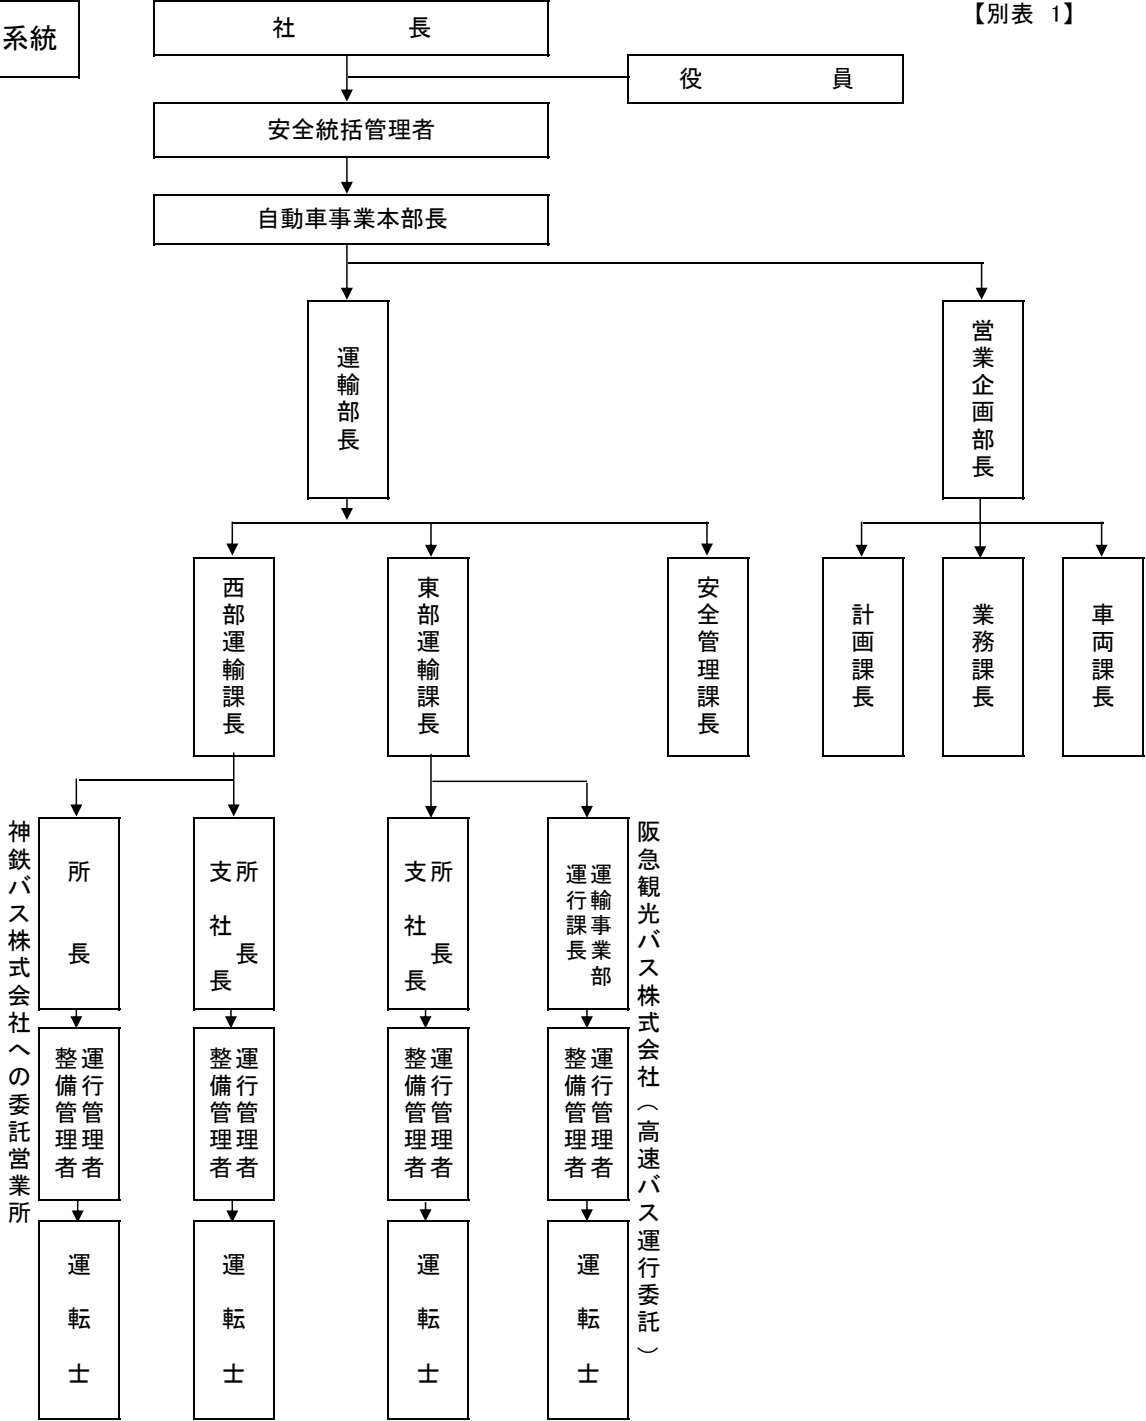 系統
社長
【別表 1】
役員
安全統括管理者
自動車事業本部長
運輸部長
営業企画部長
西部運輸課長
東部運輸課長
安全管理課長
計画課長
業務課長
車両課長
神鉄バス株式会社への委託営業所
所長
所長
支社長
所長
支社長
運輸事業部
運行課長
阪急観光バス株式会社(高速バス運行委託)
運行管理者
整備管理者
運行管理者
整備管理者
運行管理者
整備管理者
運行管理者
整備管理者
運転士
運転士
運転士
運転士